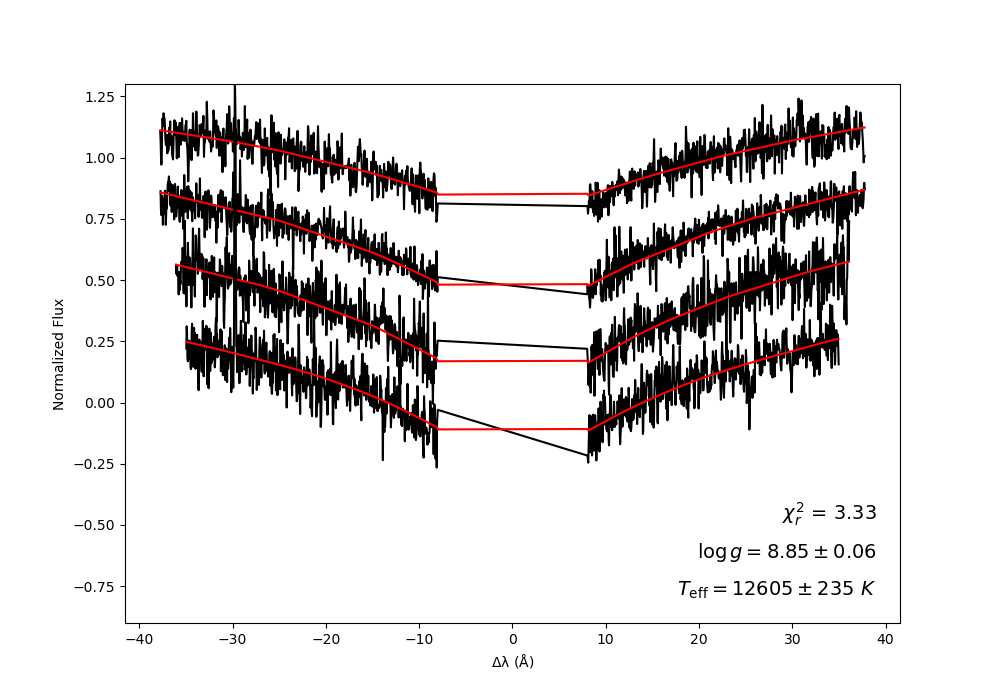 1.25
1.00
0.75
0.50
0.25
0.00
−0.25
−0.50
−0.75
Normalized Flux
χ²ᵣ = 3.33
log g = 8.85 ± 0.06
T_eff = 12605 ± 235 K
−40 −30 −20 −10 0 10 20 30 40
Δλ (Å)